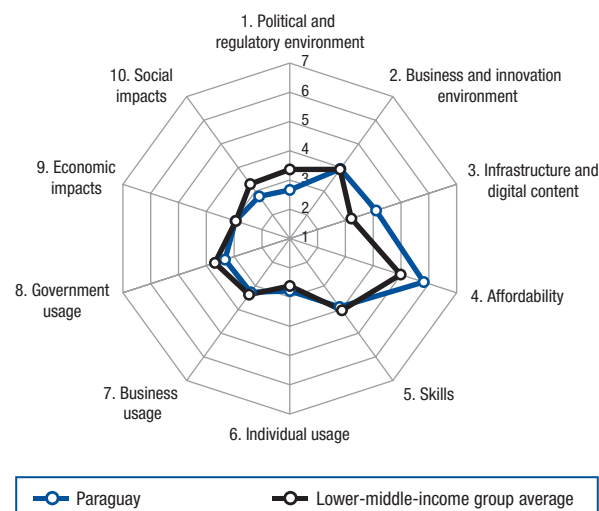 1. Political and
regulatory environment
2. Business and innovation
environment
3. Infrastructure and
digital content
4. Affordability
5. Skills
6. Individual usage
7. Business
usage
8. Government
usage
9. Economic
impacts
10. Social
impacts
7
6
5
4
3
2
1
Paraguay
Lower-middle-income group average